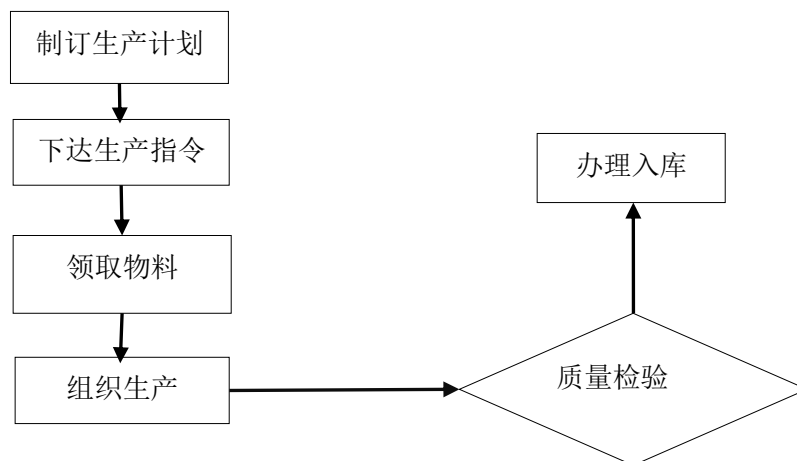 制订生产计划
下达生产指令
领取物料
组织生产
质量检验
办理入库